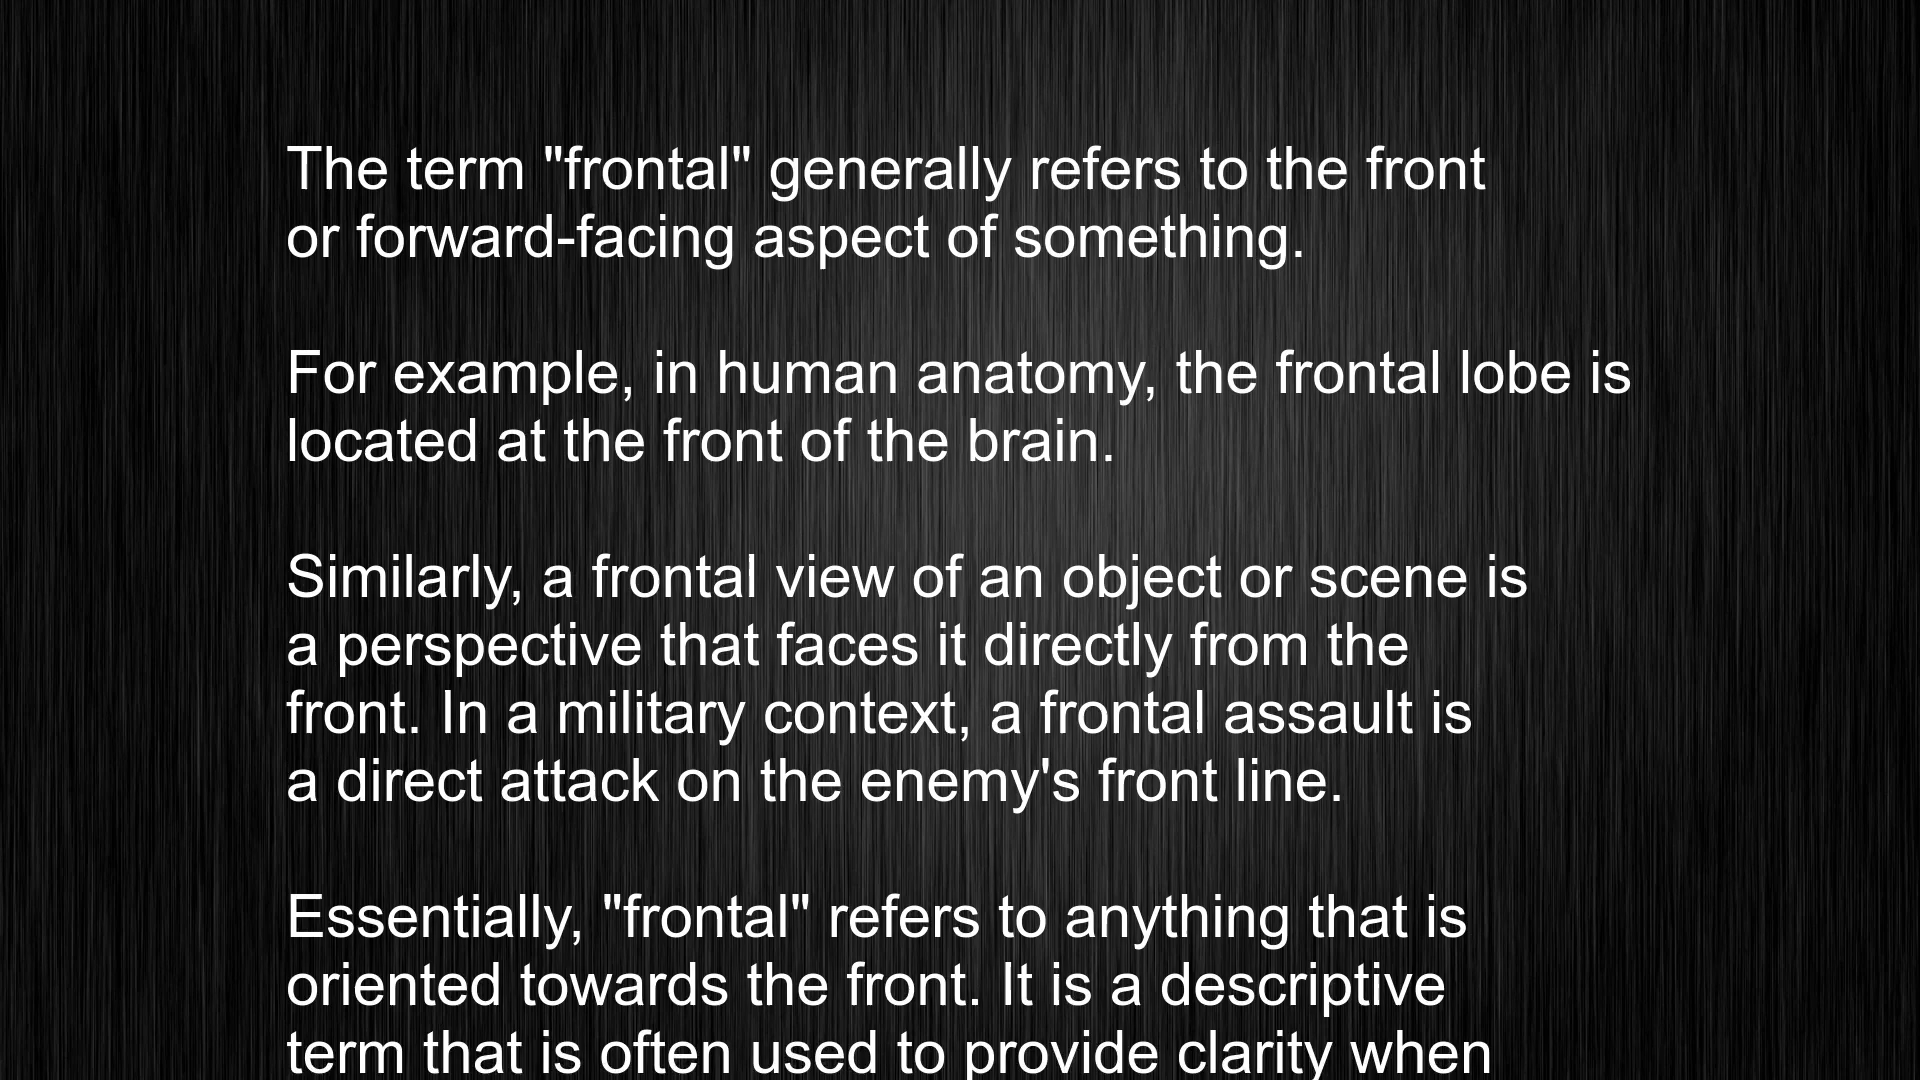 The term "frontal" generally refers to the front
or forward-facing aspect of something.
For example, in human anatomy, the frontal lobe is
located at the front of the brain.
Similarly, a frontal view of an object or scene is
a perspective that faces it directly from the
front. In a military context, a frontal assault is
a direct attack on the enemy's front line.
Essentially, "frontal" refers to anything that is
oriented towards the front. It is a descriptive
term that is often used to provide clarity when